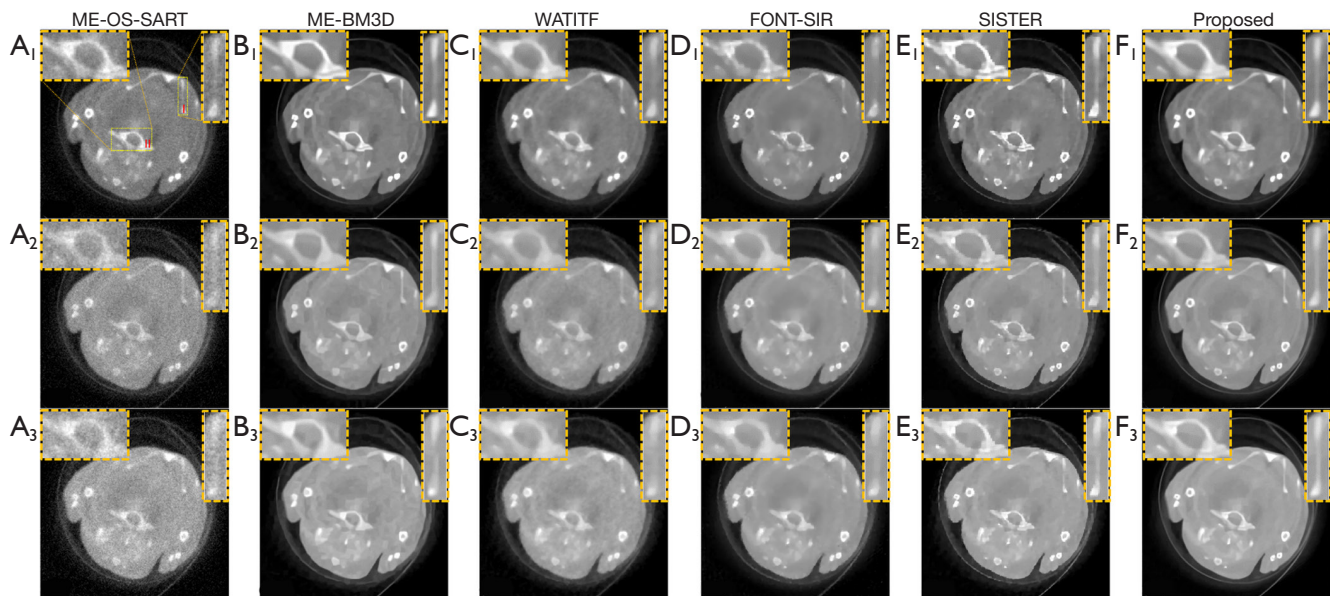 ME-OS-SART ME-BM3D WATITF FONT-SIR SISTER Proposed
A1 B1 C1 D1 E1 F1
A2 B2 C2 D2 E2 F2
A3 B3 C3 D3 E3 F3